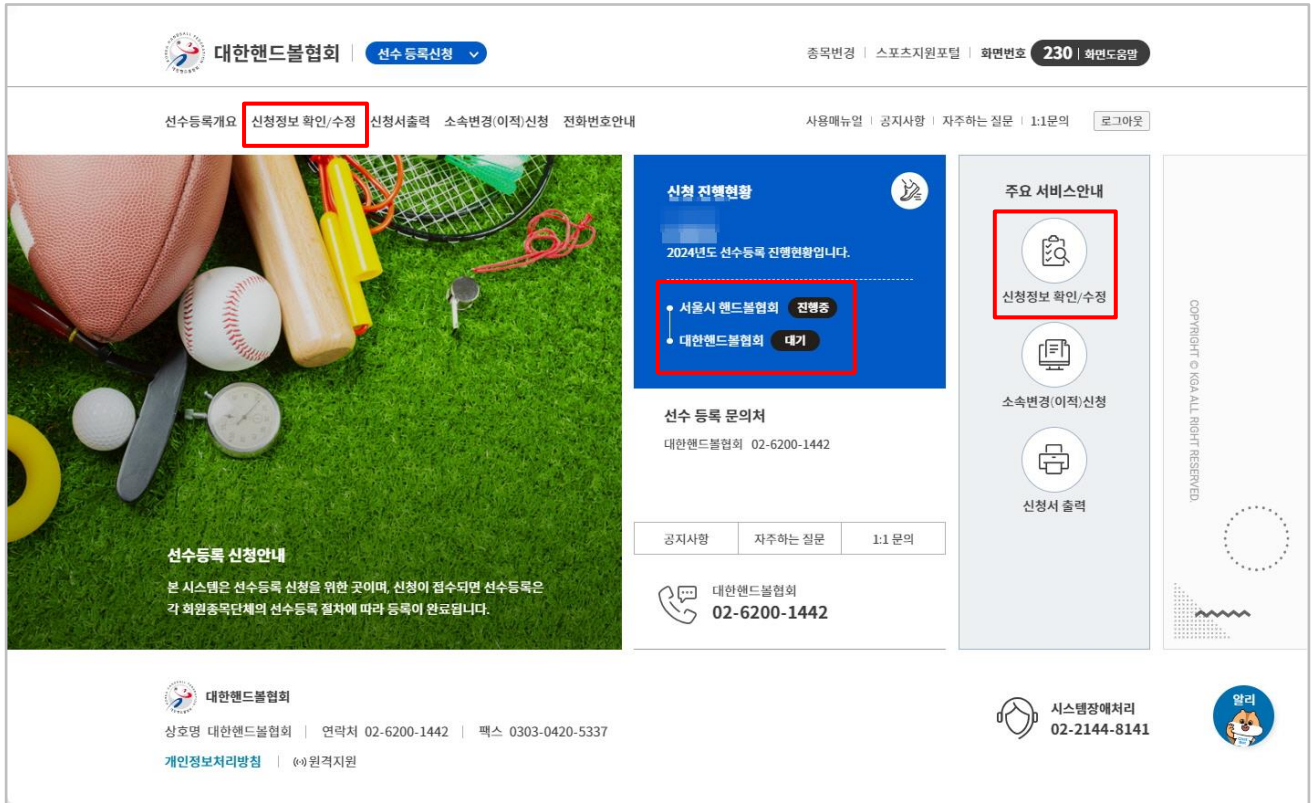 대한핸드볼협회 선수 등록신청
종목변경 스포츠지원포털 화면번호 230 화면도움말
선수등록개요 신청정보 확인/수정 신청서출력 소속변경(이적)신청 전화번호안내
사용매뉴얼 공지사항 자주하는 질문 1:1문의 로그아웃
선수등록 신청안내
본 시스템은 선수등록 신청을 위한 곳이며, 신청이 접수되면 선수등록은
각 회원종목단체의 선수등록 절차에 따라 등록이 완료됩니다.
신청 진행현황
2024년도 선수등록 진행현황입니다.
서울시 핸드볼협회 진행중
대한핸드볼협회 대기
선수 등록 문의처
대한핸드볼협회 02-6200-1442
공지사항 자주하는 질문 1:1 문의
대한핸드볼협회
02-6200-1442
주요 서비스안내
신청정보 확인/수정
소속변경(이적)신청
신청서 출력
COPYRIGHT © KGA ALL RIGHT RESERVED.
대한핸드볼협회
상호명 대한핸드볼협회 연락처 02-6200-1442 팩스 0303-0420-5337
개인정보처리방침 원격지원
시스템장애처리
02-2144-8141
알리